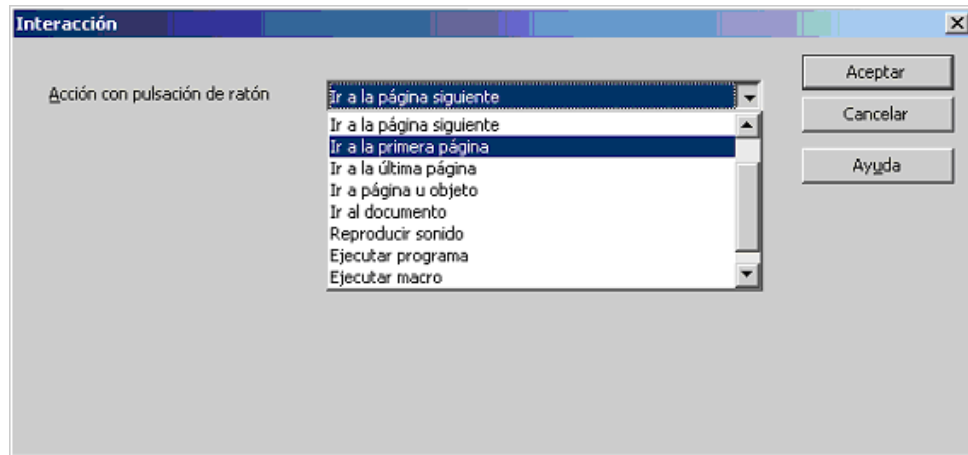 Interacción
Acción con pulsación de ratón
Ir a la página siguiente
Ir a la página siguiente
Ir a la primera página
Ir a la última página
Ir a página u objeto
Ir al documento
Reproducir sonido
Ejecutar programa
Ejecutar macro
Aceptar
Cancelar
Ayuda